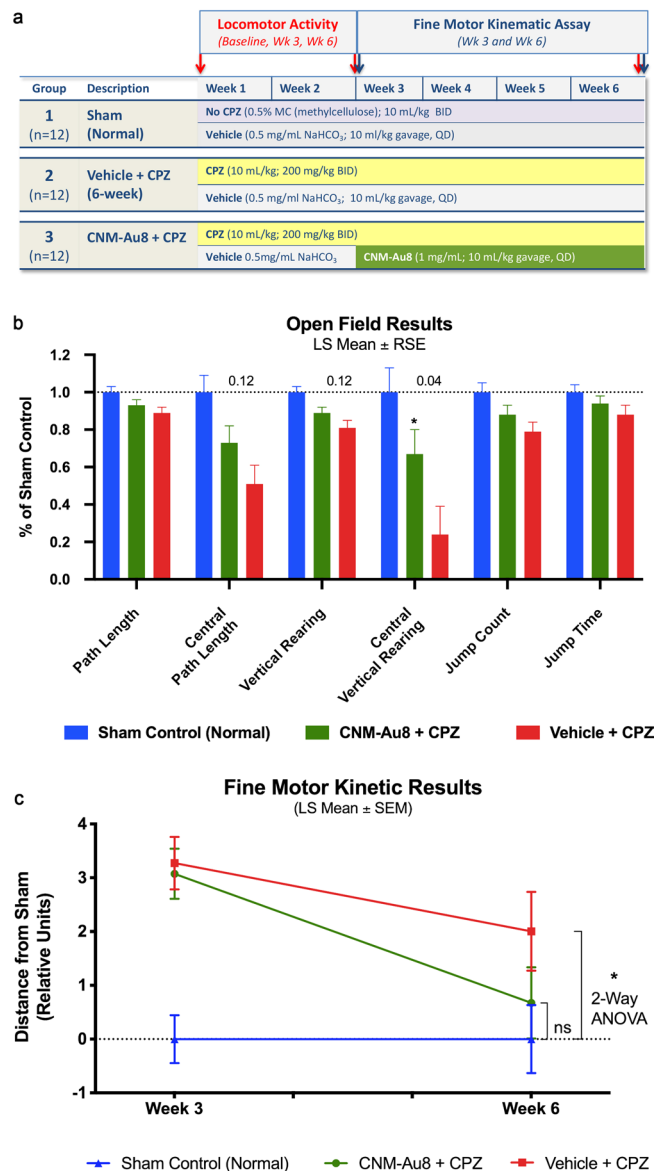 a
Locomotor Activity
(Baseline, Wk 3, Wk 6)
Fine Motor Kinematic Assay
(Wk 3 and Wk 6)
Group Description Week 1 Week 2 Week 3 Week 4 Week 5 Week 6
1
(n=12)
Sham
(Normal)
No CPZ (0.5% MC (methylcellulose); 10 mL/kg BID
Vehicle (0.5 mg/mL NaHCO₃; 10 ml/kg gavage, QD)
2
(n=12)
Vehicle + CPZ
(6-week)
CPZ (10 mL/kg; 200 mg/kg BID)
Vehicle (0.5 mg/ml NaHCO₃; 10 mL/kg gavage, QD)
3
(n=12)
CNM-Au8 + CPZ
CPZ (10 mL/kg; 200 mg/kg BID)
Vehicle 0.5mg/mL NaHCO₃
CNM-Au8 (1 mg/mL; 10 mL/kg gavage, QD)
b
Open Field Results
LS Mean ± RSE
% of Sham Control
1.2
1.0
0.8
0.6
0.4
0.2
0.0
0.12
0.12
0.04
*
Path Length
Central
Path Length
Vertical Rearing
Central
Vertical Rearing
Jump Count
Jump Time
Sham Control (Normal)
CNM-Au8 + CPZ
Vehicle + CPZ
c
Fine Motor Kinetic Results
(LS Mean ± SEM)
Distance from Sham
(Relative Units)
4
3
2
1
0
-1
*
2-Way
ANOVA
ns
Week 3
Week 6
Sham Control (Normal)
CNM-Au8 + CPZ
Vehicle + CPZ